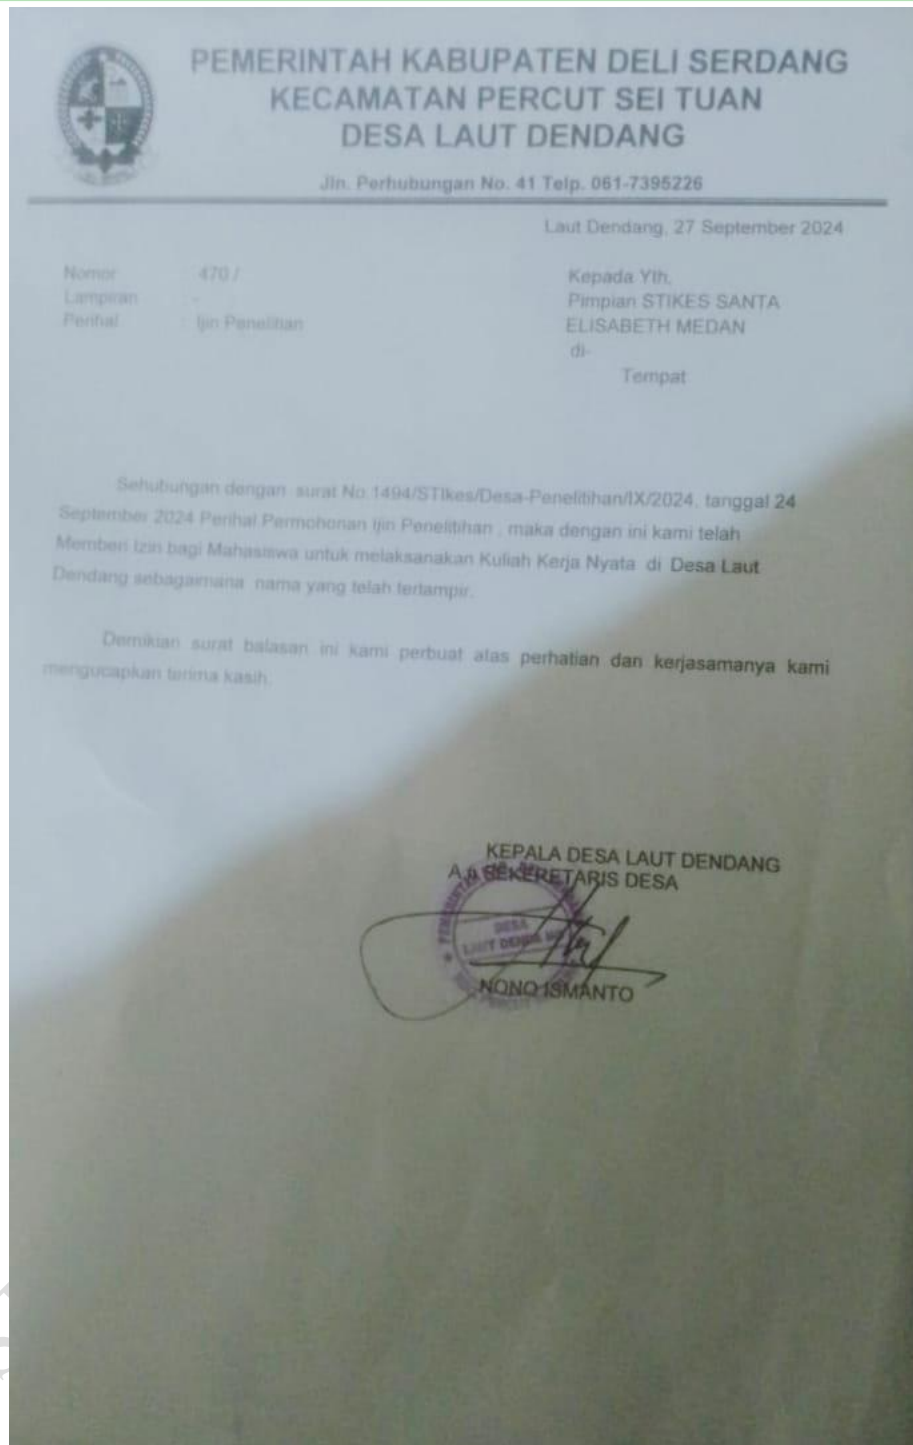 PEMERINTAH KABUPATEN DELI SERDANG
KECAMATAN PERCUT SEI TUAN
DESA LAUT DENDANG
Jln. Perhubungan No. 41 Telp. 061-7395226
Laut Dendang, 27 September 2024
Nomor : 470 /
Lampiran : -
Perihal : Ijin Penelitian
Kepada Yth,
Pimpian STIKES SANTA
ELISABETH MEDAN
di-
Tempat
Sehubungan dengan surat No.1494/STIkes/Desa-Penelitihan/IX/2024, tanggal 24
September 2024 Perihal Permohonan Ijin Penelitihan , maka dengan ini kami telah
Memberi Izin bagi Mahasiswa untuk melaksanakan Kuliah Kerja Nyata di Desa Laut
Dendang sebagaimana nama yang telah terlampir.
Demikian surat balasan ini kami perbuat atas perhatian dan kerjasamanya kami
mengucapkan terima kasih.
KEPALA DESA LAUT DENDANG
A.n SEKERETARIS DESA
DESA
LAUT DENDANG
NONO ISMANTO